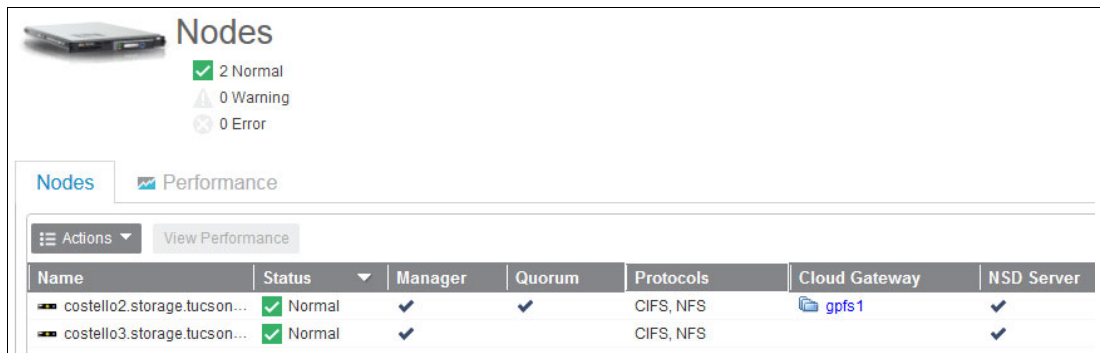 Nodes
2 Normal
0 Warning
0 Error
Nodes Performance
Actions View Performance
Name Status Manager Quorum Protocols Cloud Gateway NSD Server
costello2.storage.tucson... Normal CIFS, NFS gpfs1
costello3.storage.tucson... Normal CIFS, NFS